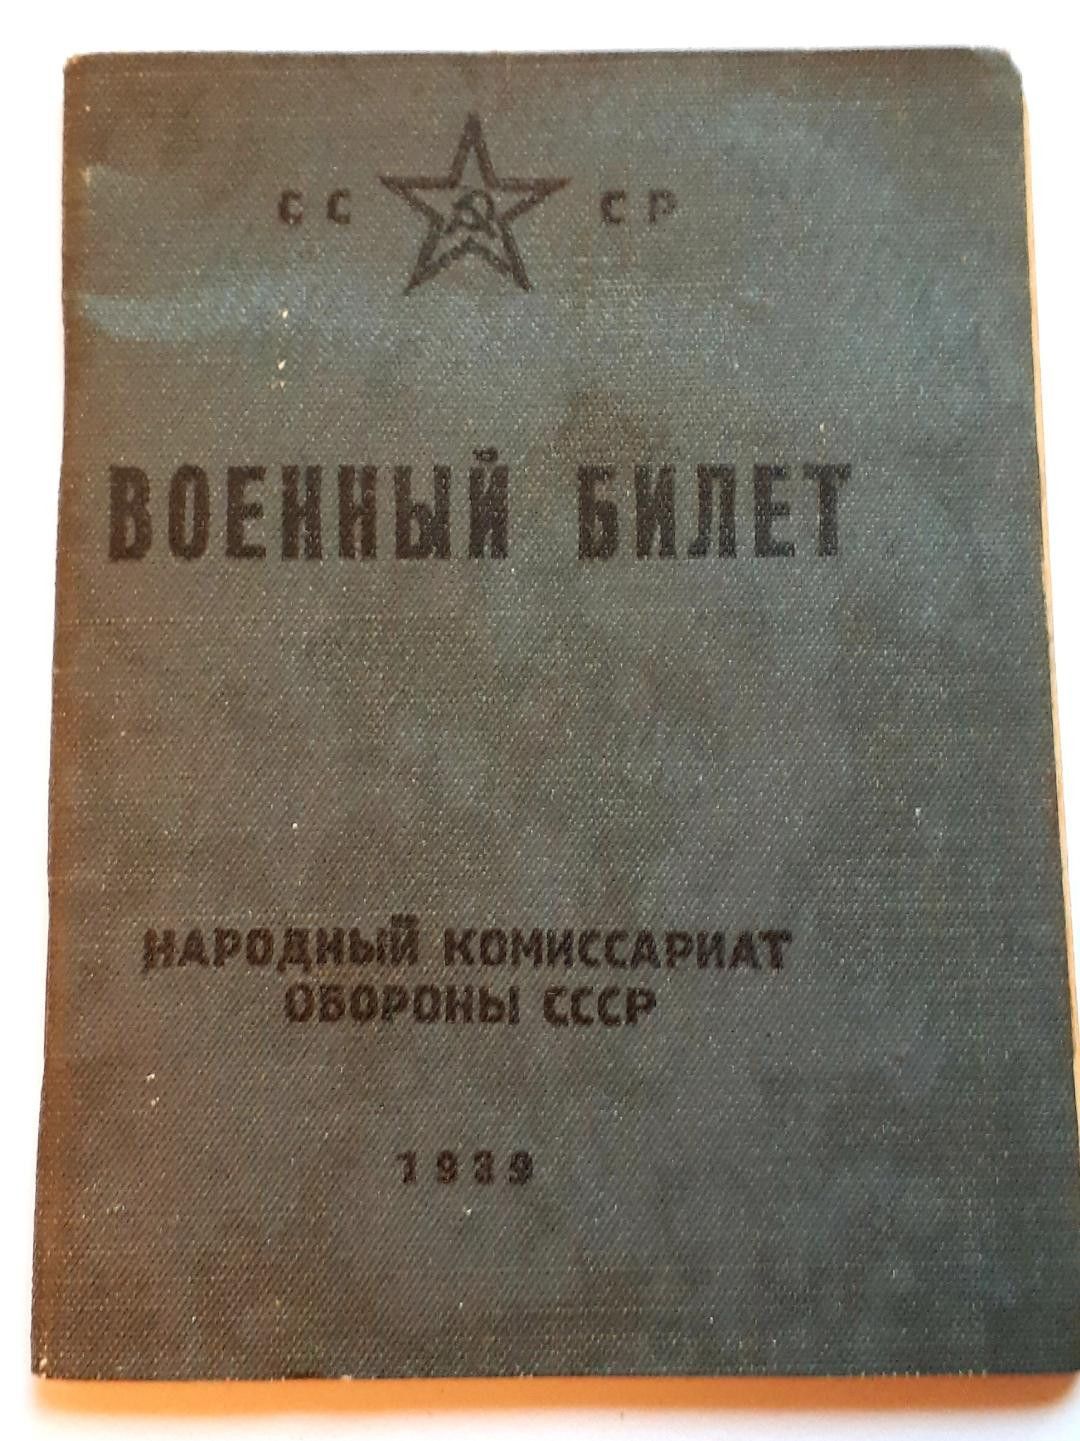 СС СР
ВОЕННЫЙ БИЛЕТ
НАРОДНЫЙ КОМИССАРИАТ
ОБОРОНЫ СССР
1939